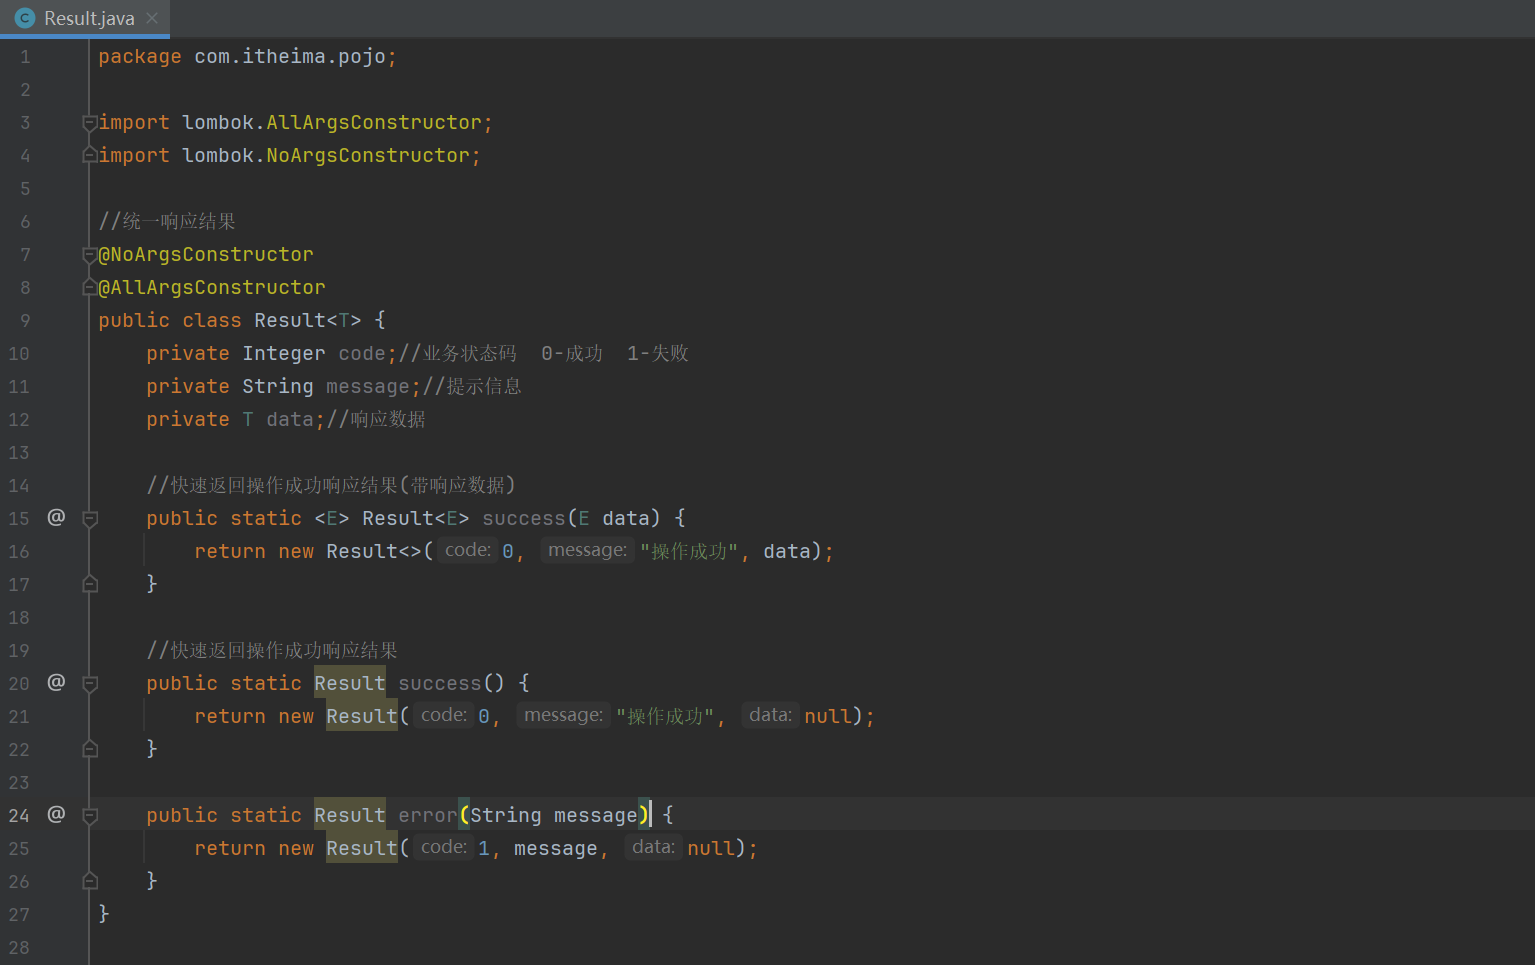 Result.java
1 package com.itheima.pojo;
2
3 import lombok.AllArgsConstructor;
4 import lombok.NoArgsConstructor;
5
6 //统一响应结果
7 @NoArgsConstructor
8 @AllArgsConstructor
9 public class Result<T> {
10 private Integer code;//业务状态码 0-成功 1-失败
11 private String message;//提示信息
12 private T data;//响应数据
13
14 //快速返回操作成功响应结果(带响应数据)
15 @ public static <E> Result<E> success(E data) {
16 return new Result<>( code: 0, message: "操作成功", data);
17 }
18
19 //快速返回操作成功响应结果
20 @ public static Result success() {
21 return new Result( code: 0, message: "操作成功", data: null);
22 }
23
24 @ public static Result error(String message) {
25 return new Result( code: 1, message, data: null);
26 }
27 }
28